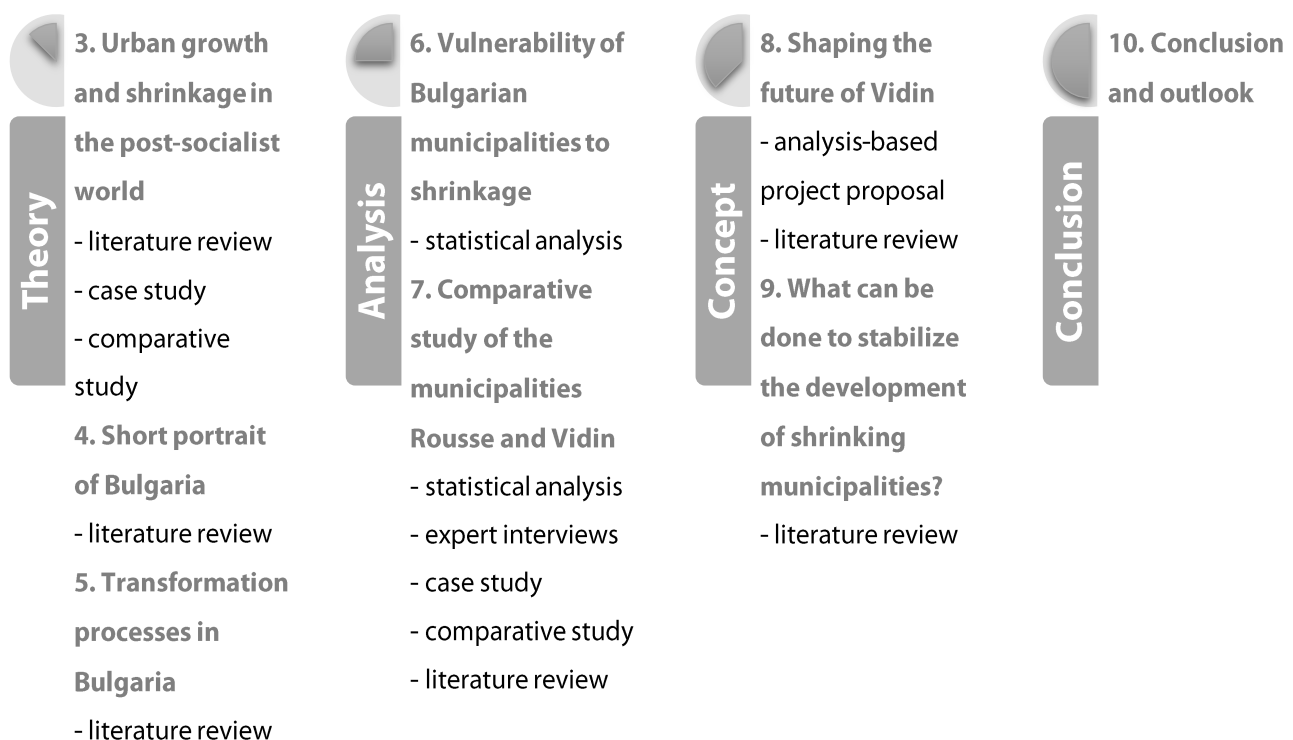 Theory
3. Urban growth
and shrinkage in
the post-socialist
world
- literature review
- case study
- comparative
study
4. Short portrait
of Bulgaria
- literature review
5. Transformation
processes in
Bulgaria
- literature review
Analysis
6. Vulnerability of
Bulgarian
municipalities to
shrinkage
- statistical analysis
7. Comparative
study of the
municipalities
Rousse and Vidin
- statistical analysis
- expert interviews
- case study
- comparative study
- literature review
Concept
8. Shaping the
future of Vidin
- analysis-based
project proposal
- literature review
9. What can be
done to stabilize
the development
of shrinking
municipalities?
- literature review
Conclusion
10. Conclusion
and outlook